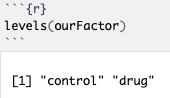 ```{r}
levels(ourFactor)
```
[1] "control" "drug"